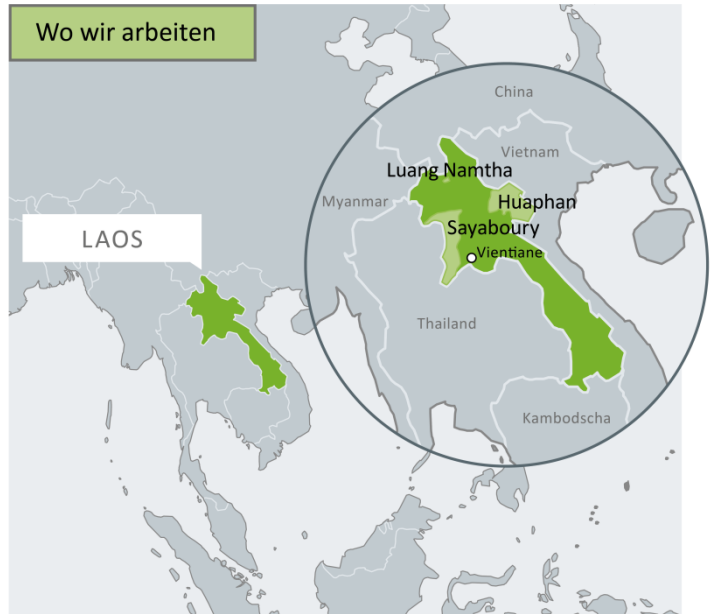 Wo wir arbeiten
China
Vietnam
Luang Namtha
Myanmar
Huaphan
Sayaboury
LAOS
Vientiane
Thailand
Kambodscha